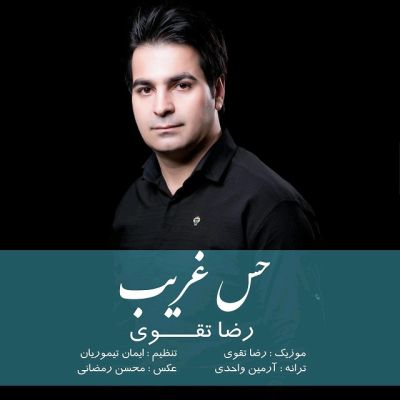 حس غریب
رضا تقوی
موزیک : رضا تقوی
تنظیم : ایمان تیموریان
ترانه : آرمین واحدی
عکس : محسن رمضانی